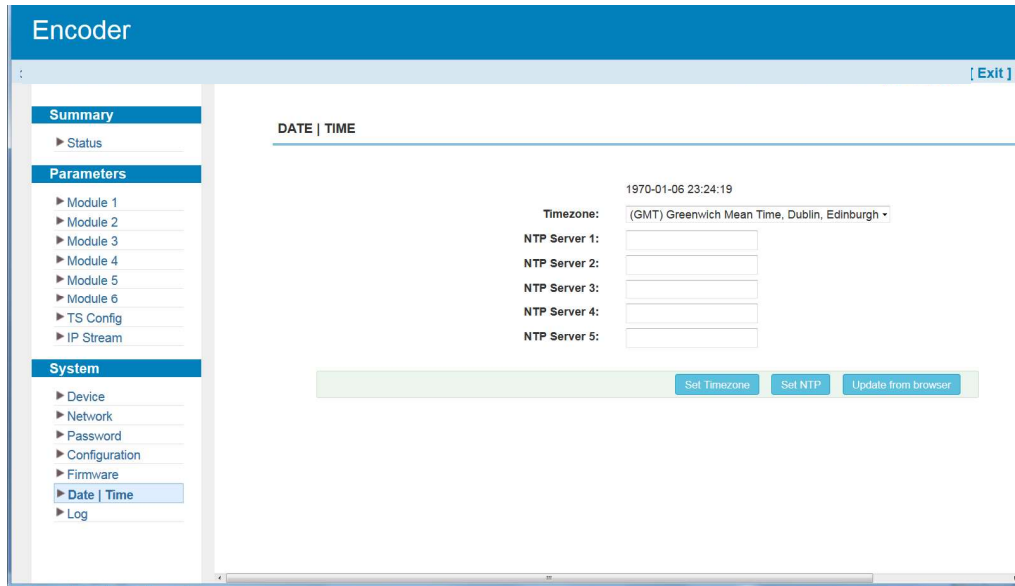 Encoder
:
[ Exit ]
Summary
Status
Parameters
Module 1
Module 2
Module 3
Module 4
Module 5
Module 6
TS Config
IP Stream
System
Device
Network
Password
Configuration
Firmware
Date | Time
Log
DATE | TIME
1970-01-06 23:24:19
Timezone: (GMT) Greenwich Mean Time, Dublin, Edinburgh
NTP Server 1:
NTP Server 2:
NTP Server 3:
NTP Server 4:
NTP Server 5:
Set Timezone Set NTP Update from browser